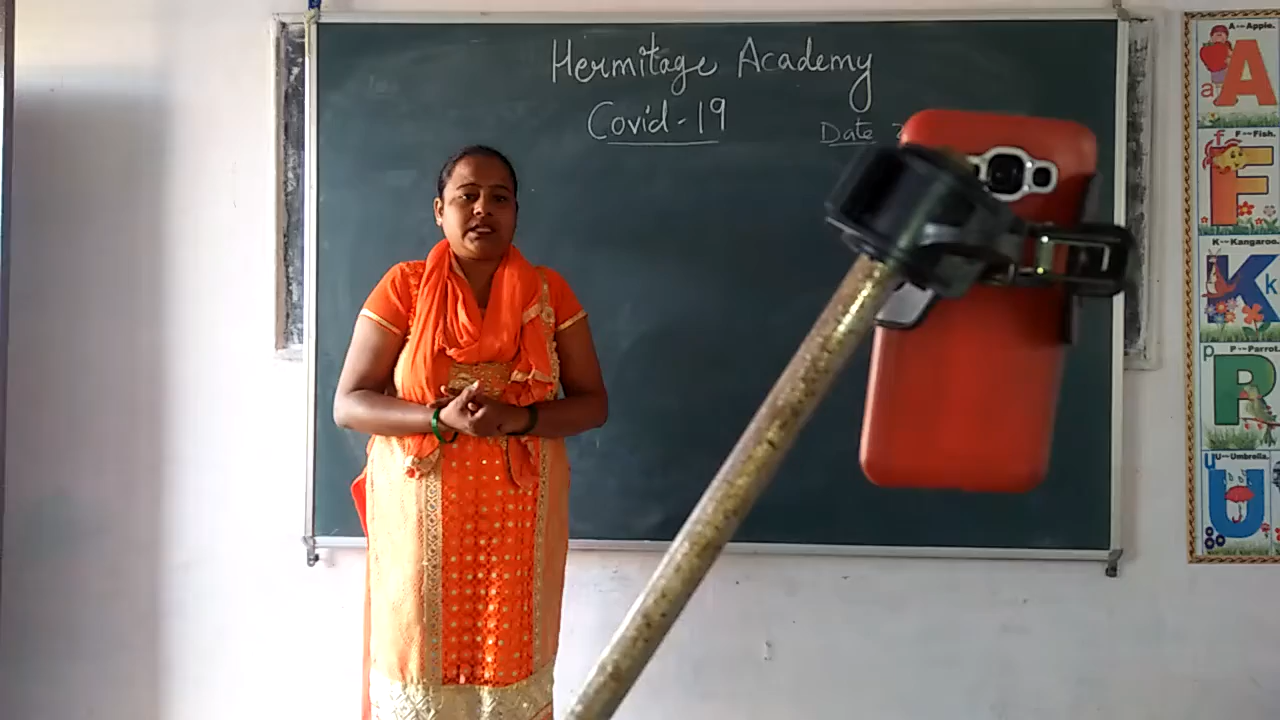 Hermitage Academy
Covid-19
Date
A Apple.
A
a
F Fish.
f
F
K Kangaroo.
K
k
P Parrot.
p
P
U Umbrella.
u
U